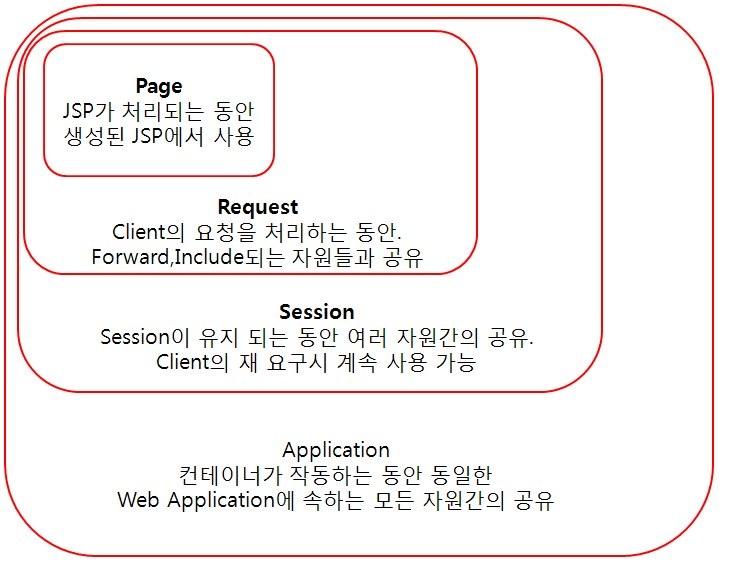 Page
JSP가 처리되는 동안
생성된 JSP에서 사용
Request
Client의 요청을 처리하는 동안.
Forward,Include되는 자원들과 공유
Session
Session이 유지 되는 동안 여러 자원간의 공유.
Client의 재 요구시 계속 사용 가능
Application
컨테이너가 작동하는 동안 동일한
Web Application에 속하는 모든 자원간의 공유